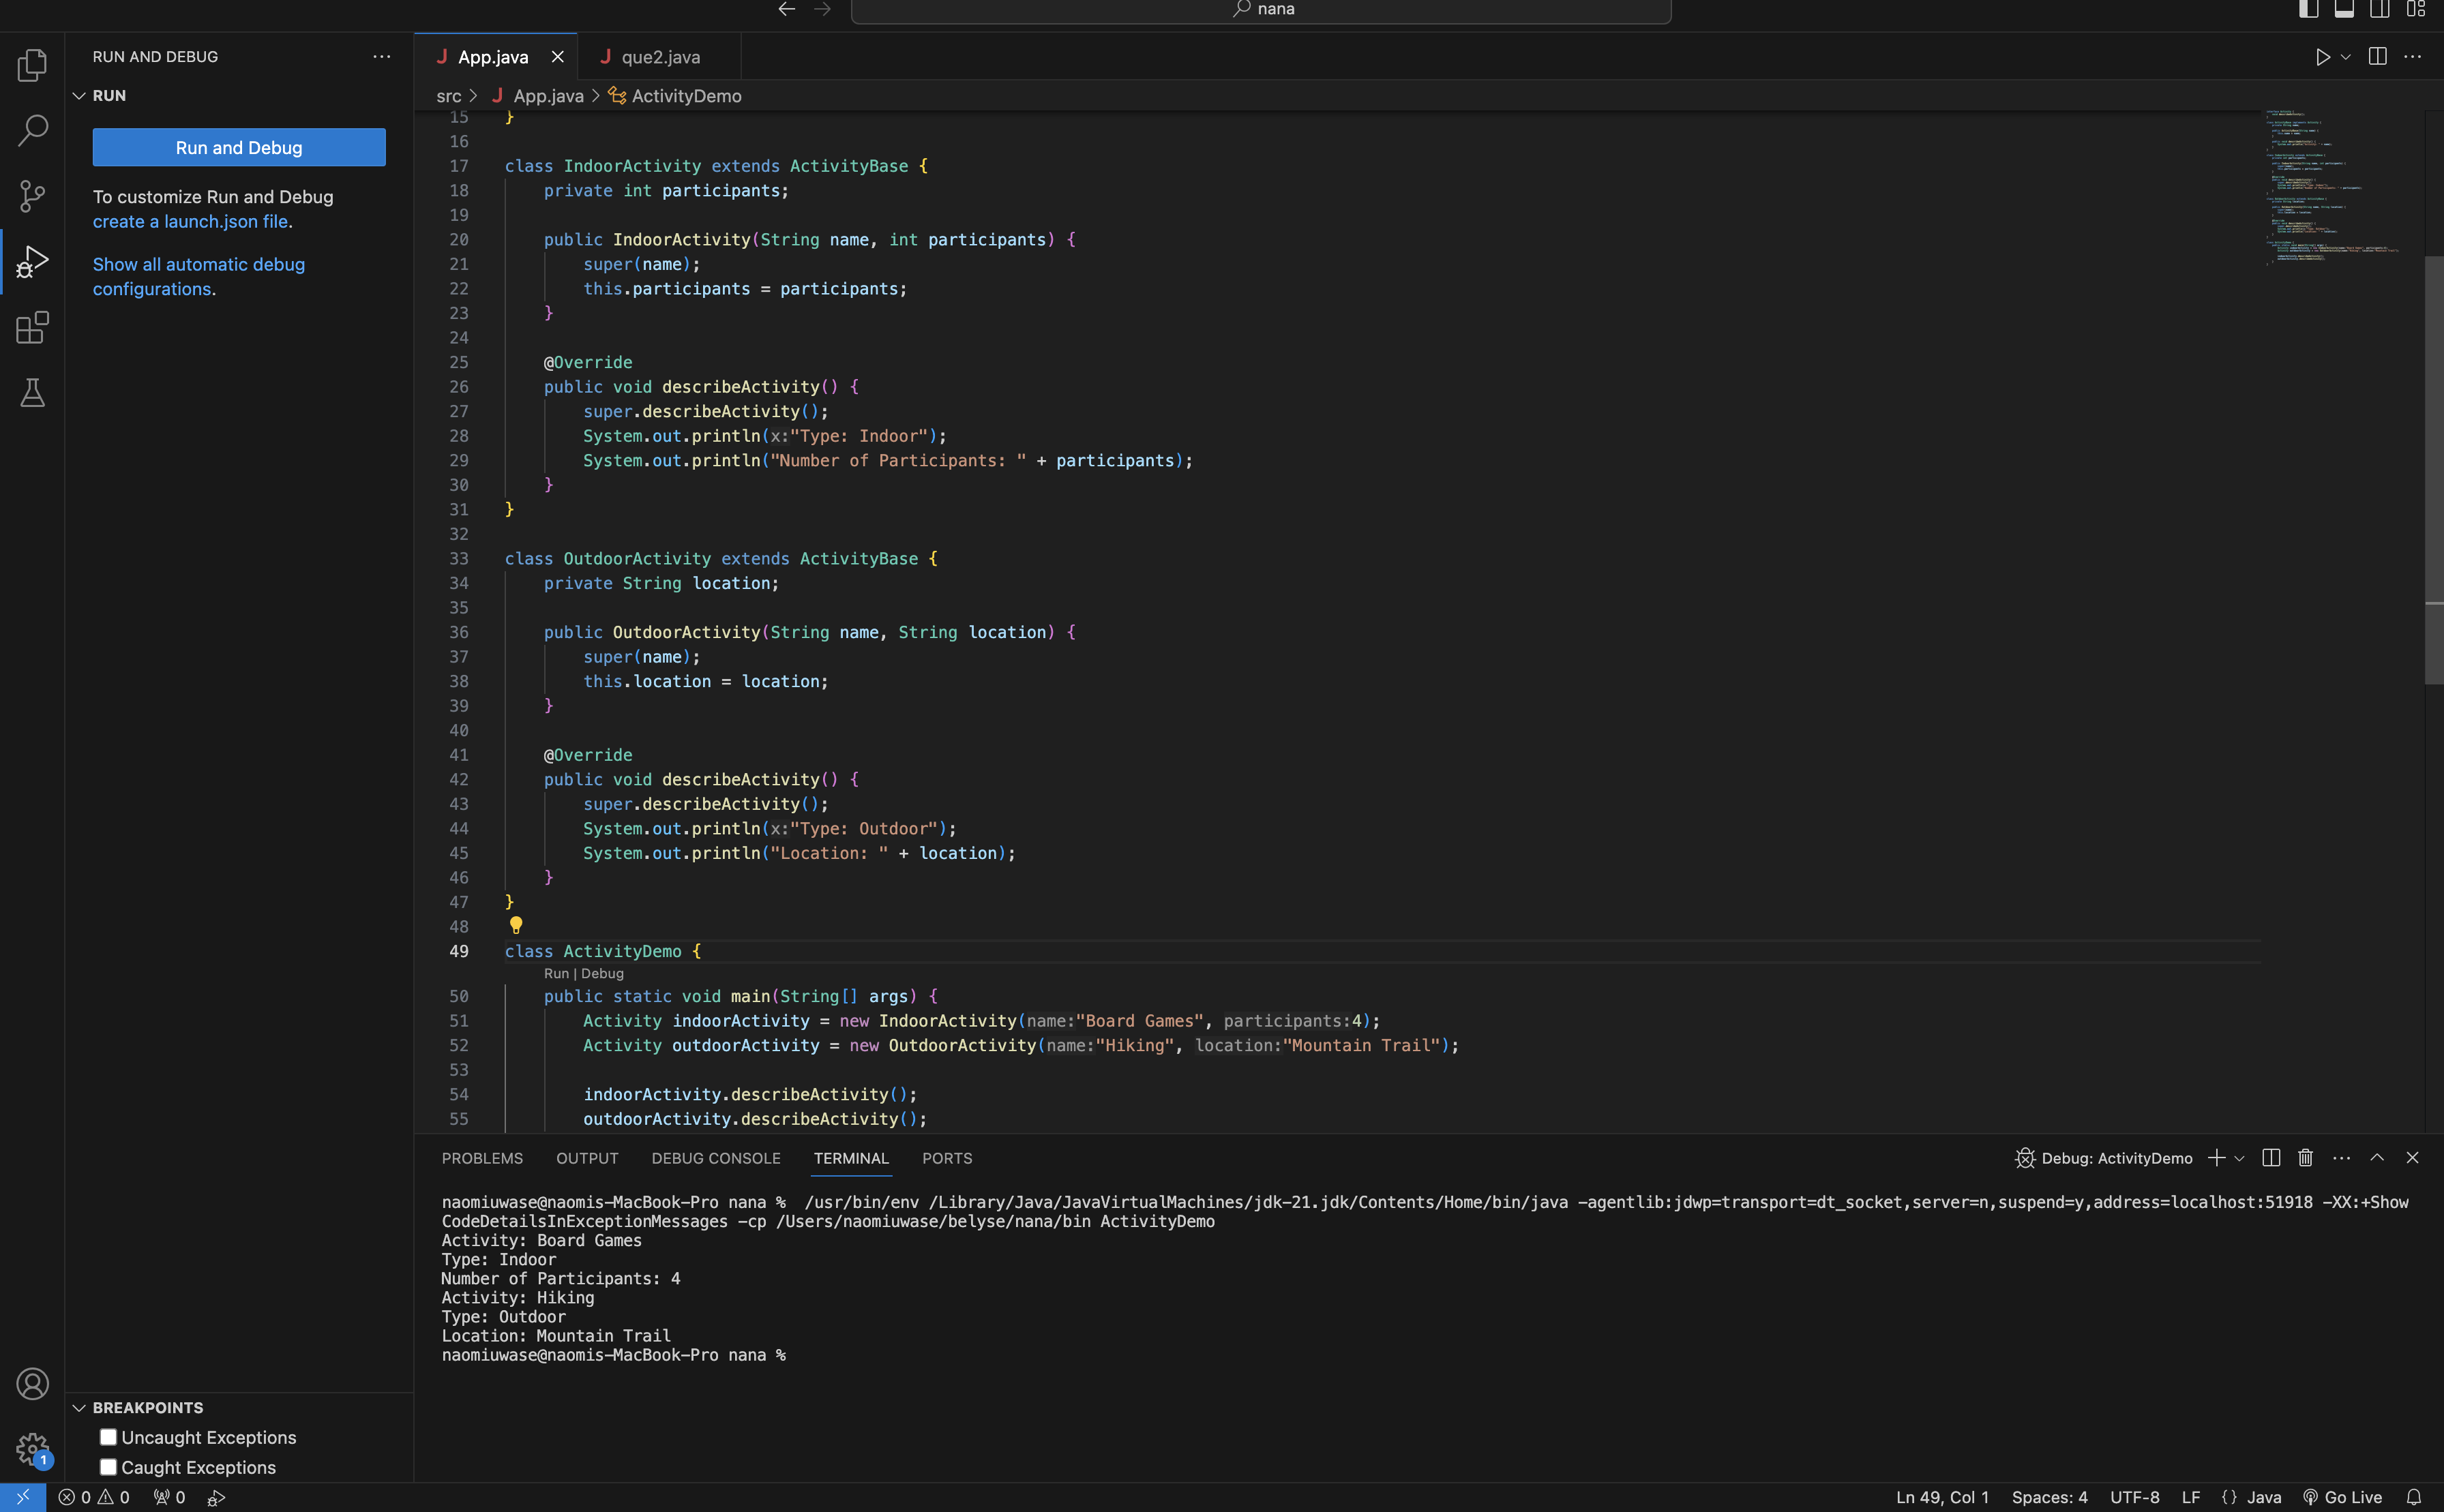 nana
RUN AND DEBUG
App.java
que2.java
RUN
src > App.java > ActivityDemo
Run and Debug
To customize Run and Debug
create a launch.json file.
Show all automatic debug
configurations.
15 }
16
17 class IndoorActivity extends ActivityBase {
18 private int participants;
19
20 public IndoorActivity(String name, int participants) {
21 super(name);
22 this.participants = participants;
23 }
24
25 @Override
26 public void describeActivity() {
27 super.describeActivity();
28 System.out.println(x:"Type: Indoor");
29 System.out.println("Number of Participants: " + participants);
30 }
31 }
32
33 class OutdoorActivity extends ActivityBase {
34 private String location;
35
36 public OutdoorActivity(String name, String location) {
37 super(name);
38 this.location = location;
39 }
40
41 @Override
42 public void describeActivity() {
43 super.describeActivity();
44 System.out.println(x:"Type: Outdoor");
45 System.out.println("Location: " + location);
46 }
47 }
48
49 class ActivityDemo {
Run | Debug
50 public static void main(String[] args) {
51 Activity indoorActivity = new IndoorActivity(name:"Board Games", participants:4);
52 Activity outdoorActivity = new OutdoorActivity(name:"Hiking", location:"Mountain Trail");
53
54 indoorActivity.describeActivity();
55 outdoorActivity.describeActivity();
PROBLEMS OUTPUT DEBUG CONSOLE TERMINAL PORTS
Debug: ActivityDemo
naomiuwase@naomis-MacBook-Pro nana % /usr/bin/env /Library/Java/JavaVirtualMachines/jdk-21.jdk/Contents/Home/bin/java -agentlib:jdwp=transport=dt_socket,server=n,suspend=y,address=localhost:51918 -XX:+Show
CodeDetailsInExceptionMessages -cp /Users/naomiuwase/belyse/nana/bin ActivityDemo
Activity: Board Games
Type: Indoor
Number of Participants: 4
Activity: Hiking
Type: Outdoor
Location: Mountain Trail
naomiuwase@naomis-MacBook-Pro nana %
BREAKPOINTS
Uncaught Exceptions
Caught Exceptions
1
0 0 0
Ln 49, Col 1 Spaces: 4 UTF-8 LF {} Java Go Live